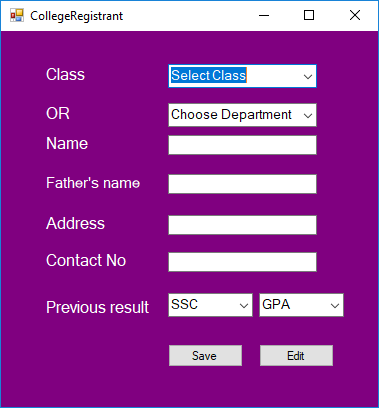 CollegeRegistrant
Class Select Class
OR Choose Department
Name
Father's name
Address
Contact No
Previous result SSC GPA
Save Edit